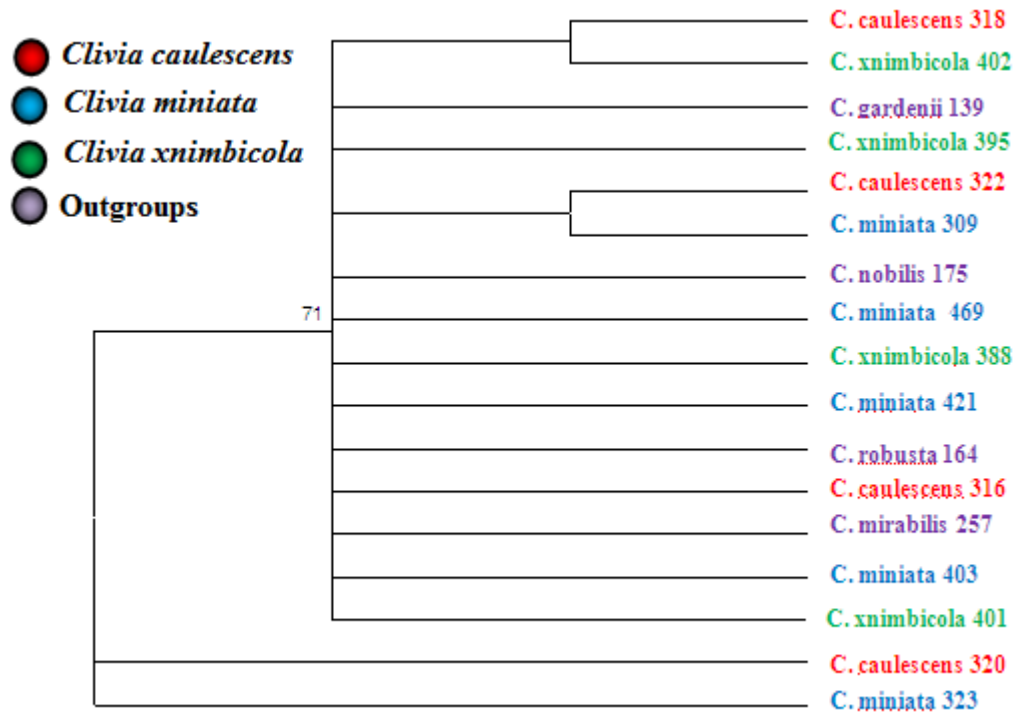 Clivia caulescens
Clivia miniata
Clivia xnimbicola
Outgroups
71
C. caulescens 318
C. xnimbicola 402
C. gardenii 139
C. xnimbicola 395
C. caulescens 322
C. miniata 309
C. nobilis 175
C. miniata 469
C. xnimbicola 388
C. miniata 421
C. robusta 164
C. caulescens 316
C. mirabilis 257
C. miniata 403
C. xnimbicola 401
C. caulescens 320
C. miniata 323